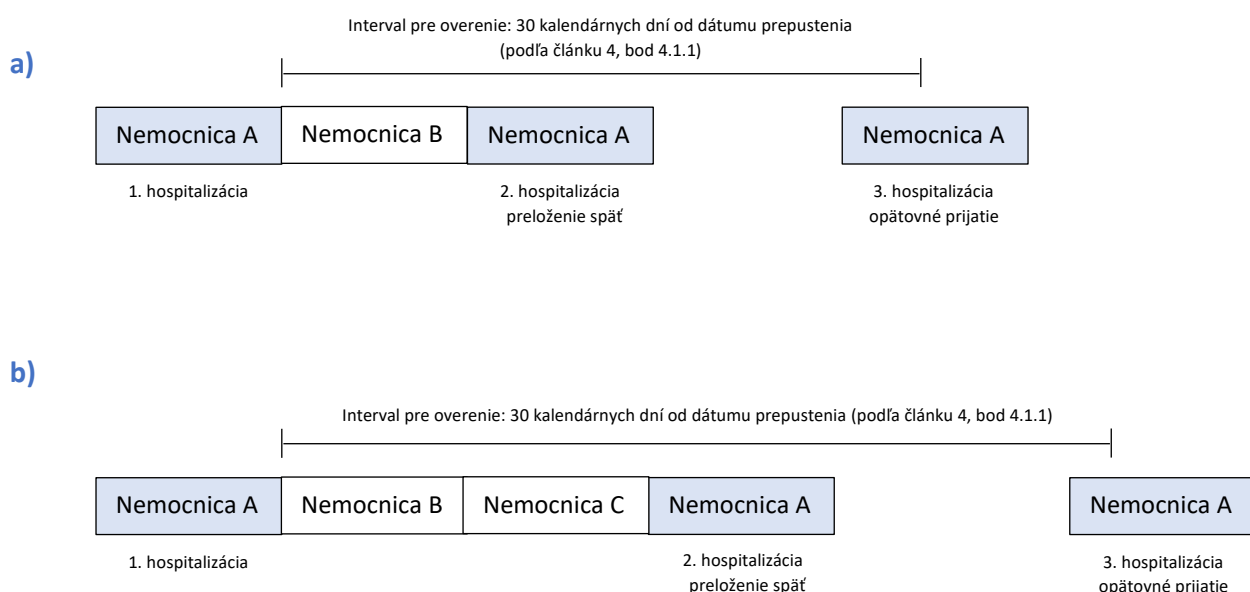 Interval pre overenie: 30 kalendárnych dní od dátumu prepustenia
(podľa článku 4, bod 4.1.1)
a)
Nemocnica A
Nemocnica B
Nemocnica A
Nemocnica A
1. hospitalizácia
2. hospitalizácia
preloženie späť
3. hospitalizácia
opätovné prijatie
b)
Interval pre overenie: 30 kalendárnych dní od dátumu prepustenia (podľa článku 4, bod 4.1.1)
Nemocnica A
Nemocnica B
Nemocnica C
Nemocnica A
Nemocnica A
1. hospitalizácia
2. hospitalizácia
preloženie späť
3. hospitalizácia
opätovné prijatie